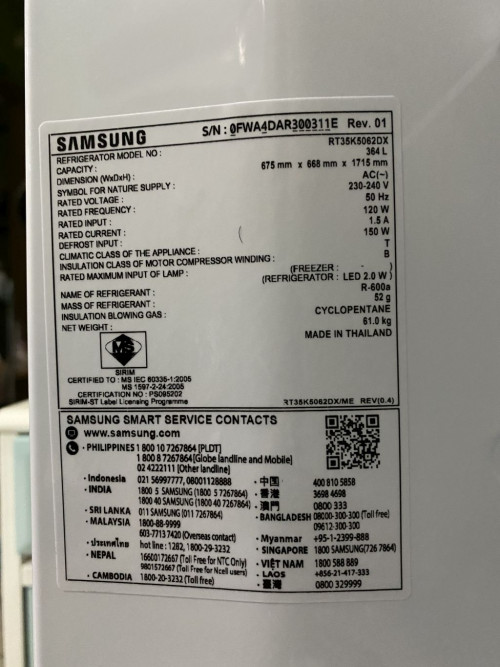 SAMSUNG S/N : 0FWA4DAR300311E Rev. 01
REFRIGERATOR MODEL NO : RT35K5062DX
CAPACITY : 364 L
DIMENSION (WxDxH) : 675 mm x 668 mm x 1715 mm
SYMBOL FOR NATURE SUPPLY : AC(~)
RATED VOLTAGE : 230-240 V
RATED FREQUENCY : 50 Hz
RATED INPUT : 120 W
RATED CURRENT : 1.5 A
DEFROST INPUT : 150 W
CLIMATIC CLASS OF THE APPLIANCE : T
INSULATION CLASS OF MOTOR COMPRESSOR WINDING : B
RATED MAXIMUM INPUT OF LAMP : (FREEZER : - )
(REFRIGERATOR : LED 2.0 W )
NAME OF REFRIGERANT : R-600a
MASS OF REFRIGERANT : 52 g
INSULATION BLOWING GAS : CYCLOPENTANE
NET WEIGHT : 61.0 kg
MADE IN THAILAND
MS
SIRIM
CERTIFIED TO : MS IEC 60335-1:2005
MS 1597-2-24:2005
CERTIFICATION NO : PS095202
SIRIM-ST Label Licensing Programme
RT35K5062DX/ME REV(0.4)
SAMSUNG SMART SERVICE CONTACTS
www.samsung.com
· PHILIPPINES 1 800 10 7267864 [PLDT]
1 800 8 7267864 [Globe landline and Mobile]
02 4222111 [Other landline]
· Indonesia 021 56997777, 08001128888
· INDIA 1800 5 SAMSUNG (1800 5 7267864)
1800 40 SAMSUNG (1800 40 7267864)
· SRI LANKA 011 SAMSUNG (011 7267864)
· MALAYSIA 1800-88-9999
603-7713 7420 (Overseas contact)
· ประเทศไทย hot line : 1282, 1800-29-3232
· NEPAL 16600172667 (Toll Free for NTC Only)
9801572667 (Toll Free for Ncell users)
· CAMBODIA 1800-20-3232 (Toll free)
· 中国 400 810 5858
· 香港 3698 4698
· 澳門 0800 333
· BANGLADESH 08000-300-300 (Toll free)
09612-300-300
· Myanmar +95-1-2399-888
· SINGAPORE 1800 SAMSUNG(726 7864)
· VIỆT NAM 1800 588 889
· LAOS +856-21-417-333
· 臺灣 0800 329999